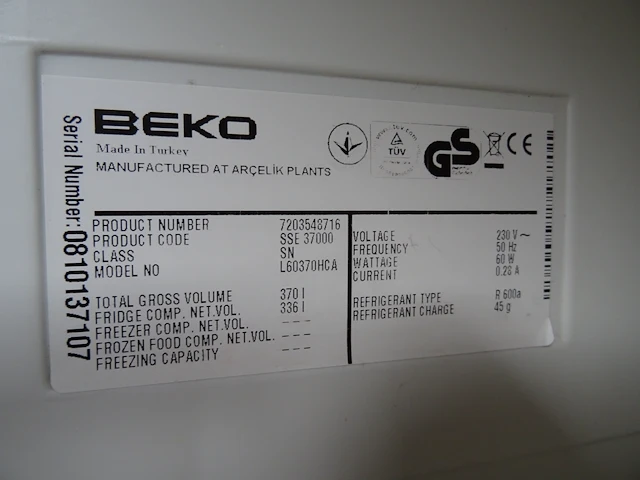 BEKO
Made In Turkey
MANUFACTURED AT ARÇELİK PLANTS
TÜV
GS
CE
Serial Number: 0810137107
PRODUCT NUMBER 7203548716
PRODUCT CODE SSE 37000
CLASS SN
MODEL NO L60370HCA
TOTAL GROSS VOLUME 370 l
FRIDGE COMP. NET.VOL. 336 l
FREEZER COMP. NET.VOL. ---
FROZEN FOOD COMP. NET.VOL. ---
FREEZING CAPACITY ---
VOLTAGE 230 V ~
FREQUENCY 50 Hz
WATTAGE 60 W
CURRENT 0.28 A
REFRIGERANT TYPE R 600a
REFRIGERANT CHARGE 45 g